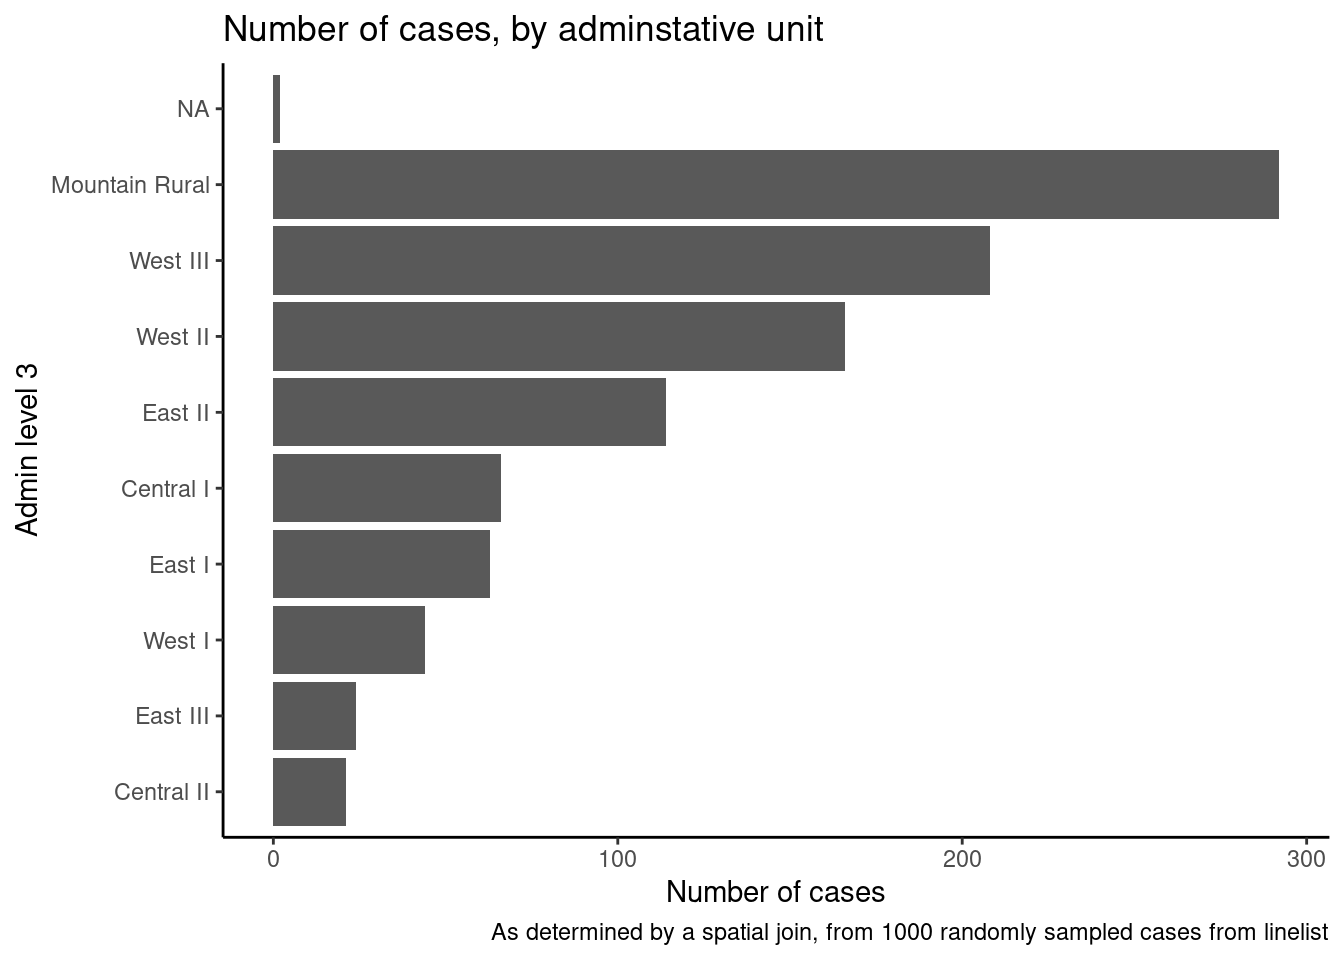 Number of cases, by adminstative unit
NA
Mountain Rural
West III
West II
East II
Central I
East I
West I
East III
Central II
Admin level 3
0 100 200 300
Number of cases
As determined by a spatial join, from 1000 randomly sampled cases from linelist